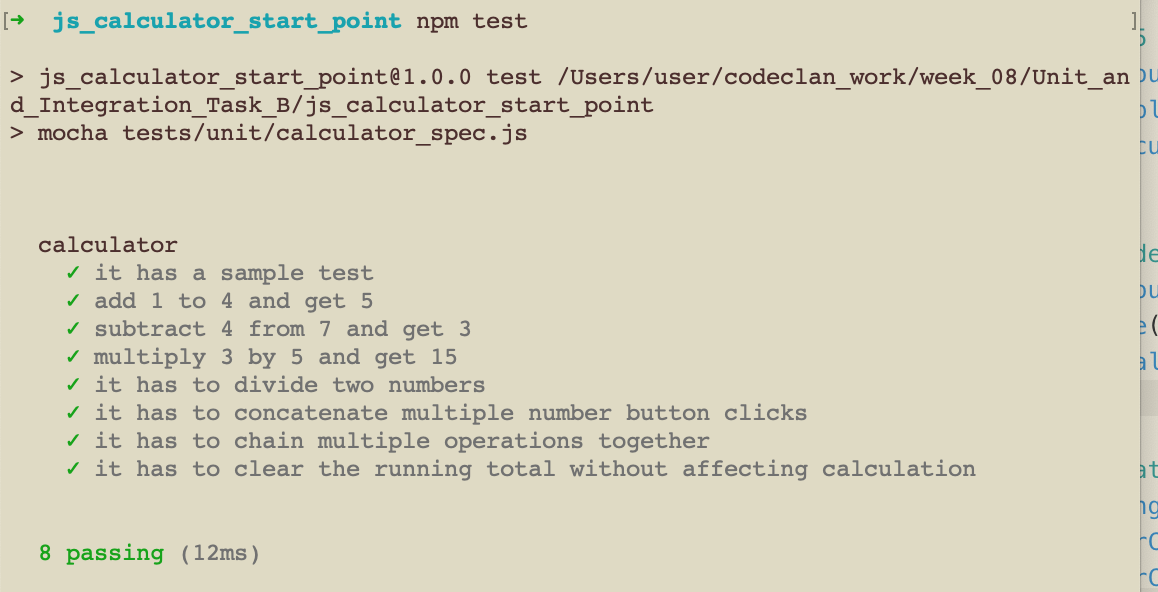 [➜ js_calculator_start_point npm test ]
> js_calculator_start_point@1.0.0 test /Users/user/codeclan_work/week_08/Unit_an
d_Integration_Task_B/js_calculator_start_point
> mocha tests/unit/calculator_spec.js
calculator
✓ it has a sample test
✓ add 1 to 4 and get 5
✓ subtract 4 from 7 and get 3
✓ multiply 3 by 5 and get 15
✓ it has to divide two numbers
✓ it has to concatenate multiple number button clicks
✓ it has to chain multiple operations together
✓ it has to clear the running total without affecting calculation
8 passing (12ms)